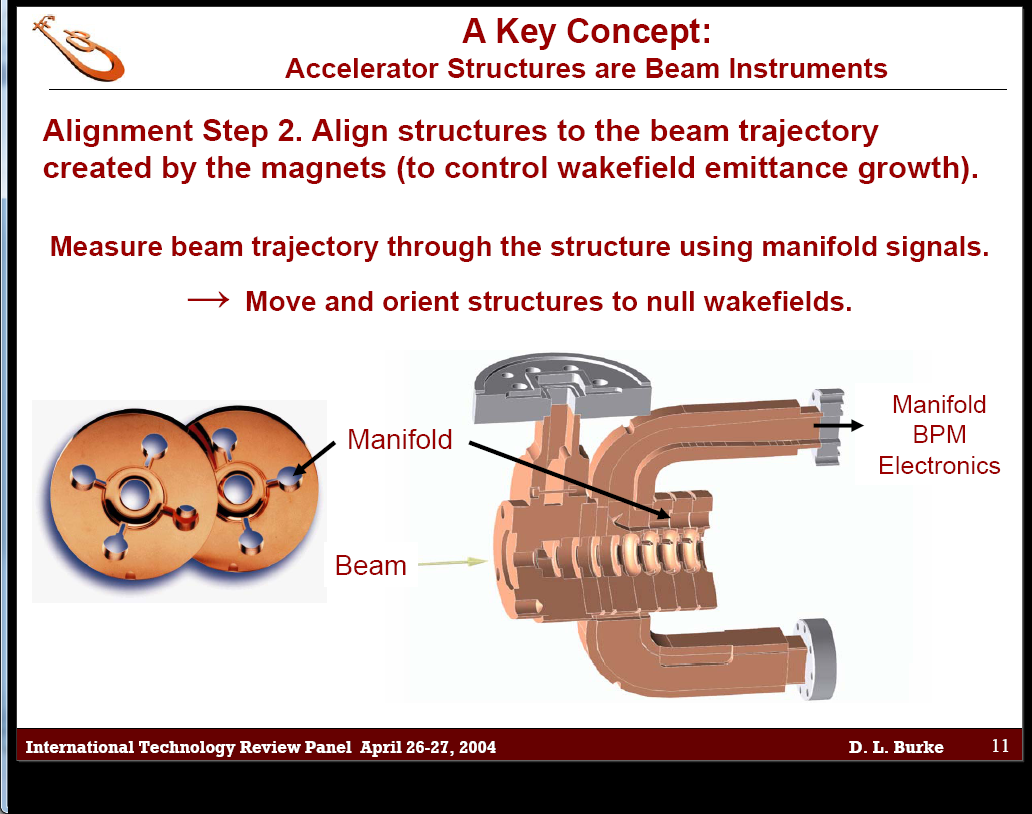 A Key Concept:
Accelerator Structures are Beam Instruments
Alignment Step 2. Align structures to the beam trajectory
created by the magnets (to control wakefield emittance growth).
Measure beam trajectory through the structure using manifold signals.
→ Move and orient structures to null wakefields.
Manifold
Manifold
BPM
Electronics
Beam
International Technology Review Panel April 26-27, 2004
D. L. Burke
11